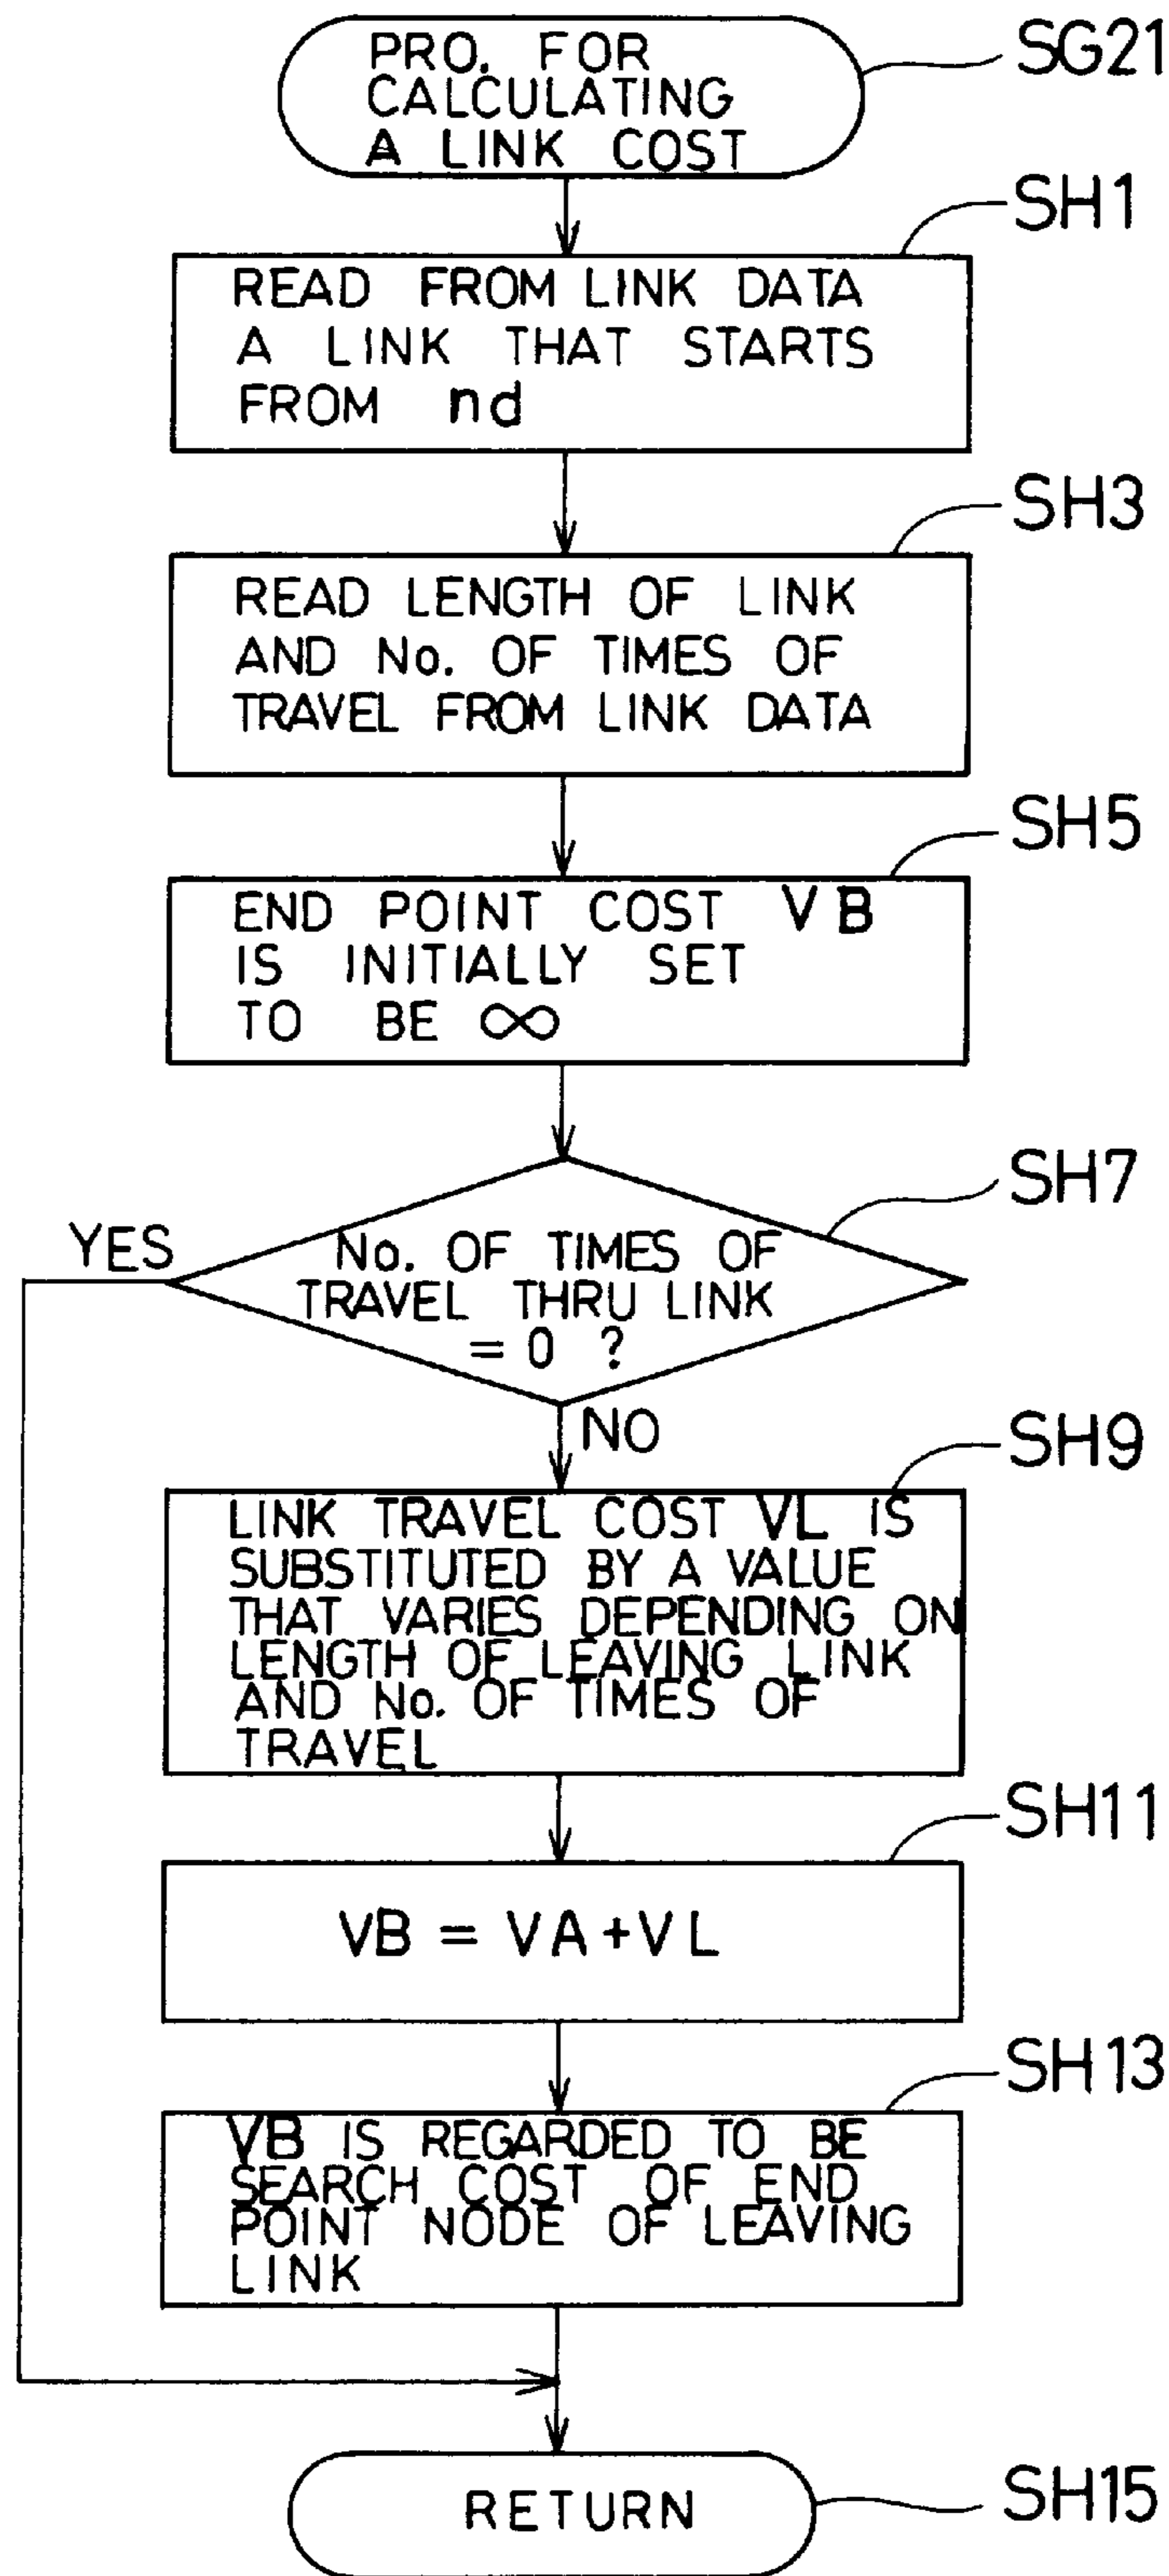 PRO. FOR
CALCULATING
A LINK COST
SG21
SH1
READ FROM LINK DATA
A LINK THAT STARTS
FROM nd
SH3
READ LENGTH OF LINK
AND No. OF TIMES OF
TRAVEL FROM LINK DATA
SH5
END POINT COST VB
IS INITIALLY SET
TO BE ∞
SH7
YES
No. OF TIMES OF
TRAVEL THRU LINK
= 0 ?
NO
SH9
LINK TRAVEL COST VL IS
SUBSTITUTED BY A VALUE
THAT VARIES DEPENDING ON
LENGTH OF LEAVING LINK
AND No. OF TIMES OF
TRAVEL
SH11
VB = VA+VL
SH13
VB IS REGARDED TO BE
SEARCH COST OF END
POINT NODE OF LEAVING
LINK
RETURN
SH15